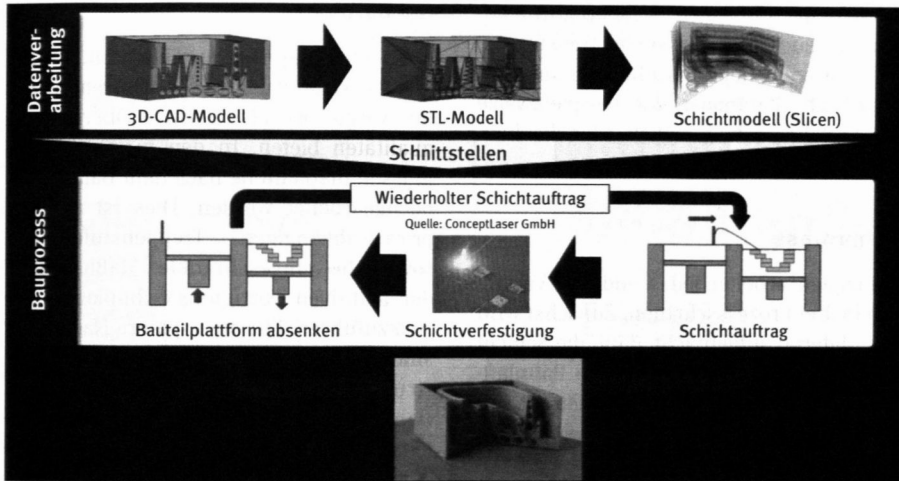 Datenver-
arbeitung
3D-CAD-Modell
STL-Modell
Schichtmodell (Slicen)
Schnittstellen
Bauprozess
Wiederholter Schichtauftrag
Quelle: ConceptLaser GmbH
Bauteilplattform absenken
Schichtverfestigung
Schichtauftrag